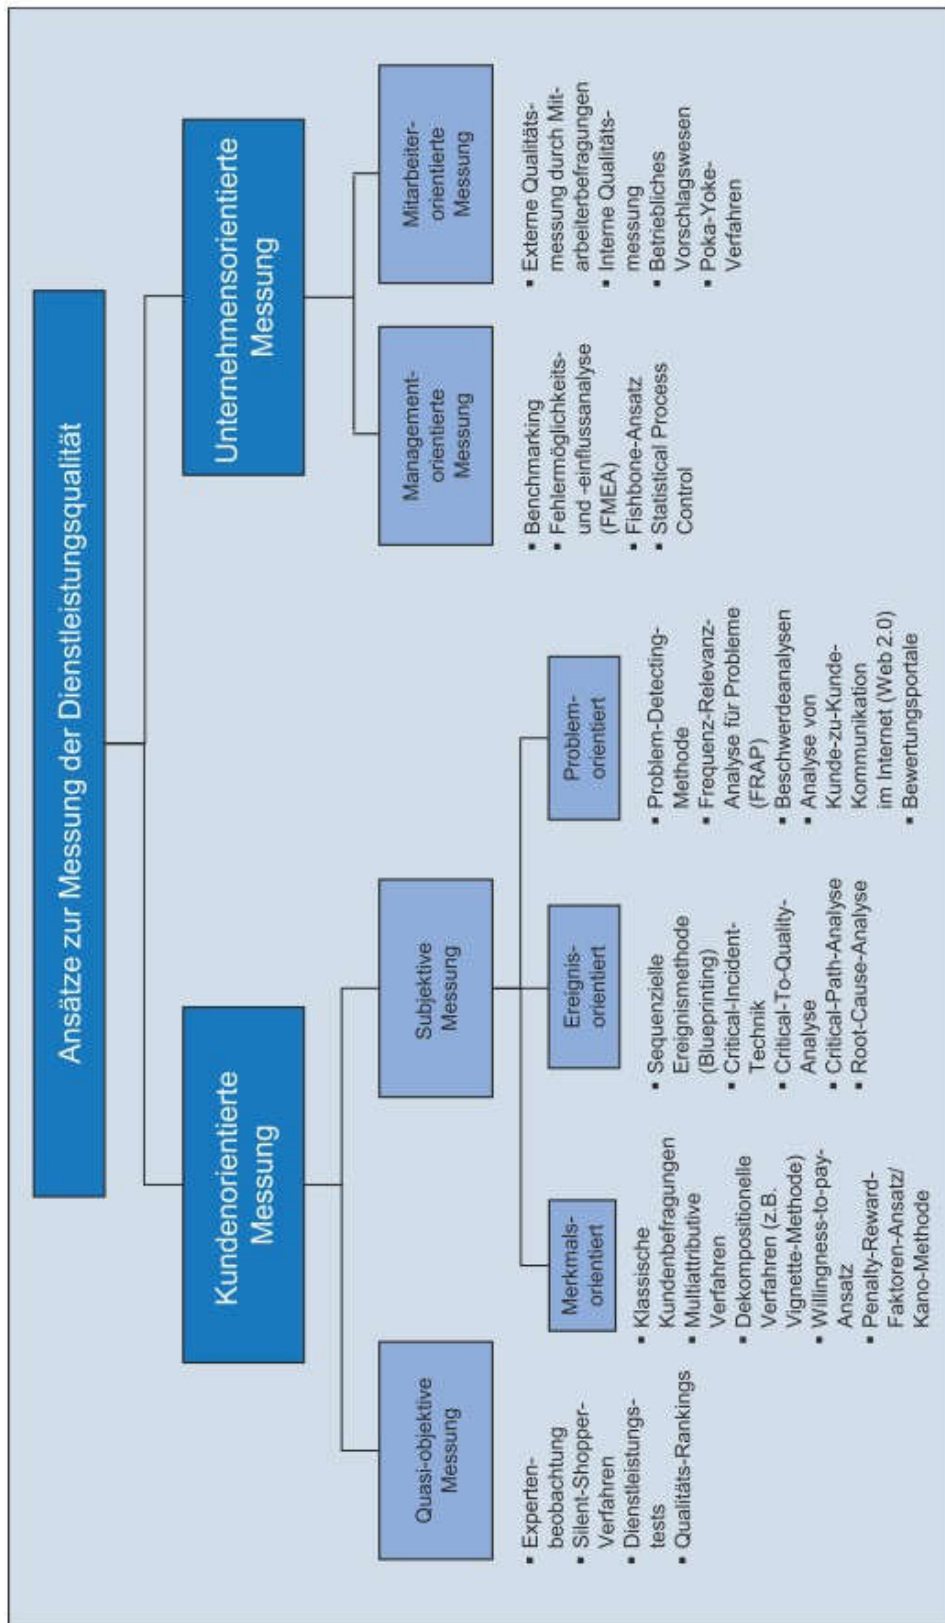 Ansätze zur Messung der Dienstleistungsqualität
Kundenorientierte
Messung
Unternehmensorientierte
Messung
Quasi-objektive
Messung
Subjektive
Messung
Management-
orientierte
Messung
Mitarbeiter-
orientierte
Messung
▪ Experten-
beobachtung
▪ Silent-Shopper-
Verfahren
▪ Dienstleistungs-
tests
▪ Qualitäts-Rankings
Merkmals-
orientiert
▪ Klassische
Kundenbefragungen
▪ Multiattributive
Verfahren
▪ Dekompositionelle
Verfahren (z.B.
Vignette-Methode)
▪ Willingness-to-pay-
Ansatz
▪ Penalty-Reward-
Faktoren-Ansatz/
Kano-Methode
Ereignis-
orientiert
▪ Sequenzielle
Ereignismethode
(Blueprinting)
▪ Critical-Incident-
Technik
▪ Critical-To-Quality-
Analyse
▪ Critical-Path-Analyse
▪ Root-Cause-Analyse
Problem-
orientiert
▪ Problem-Detecting-
Methode
▪ Frequenz-Relevanz-
Analyse für Probleme
(FRAP)
▪ Beschwerdeanalysen
▪ Analyse von
Kunde-zu-Kunde-
Kommunikation
im Internet (Web 2.0)
▪ Bewertungsportale
▪ Benchmarking
▪ Fehlermöglichkeits-
und -einflussanalyse
(FMEA)
▪ Fishbone-Ansatz
▪ Statistical Process
Control
▪ Externe Qualitäts-
messung durch Mit-
arbeiterbefragungen
▪ Interne Qualitäts-
messung
▪ Betriebliches
Vorschlagswesen
▪ Poka-Yoke-
Verfahren